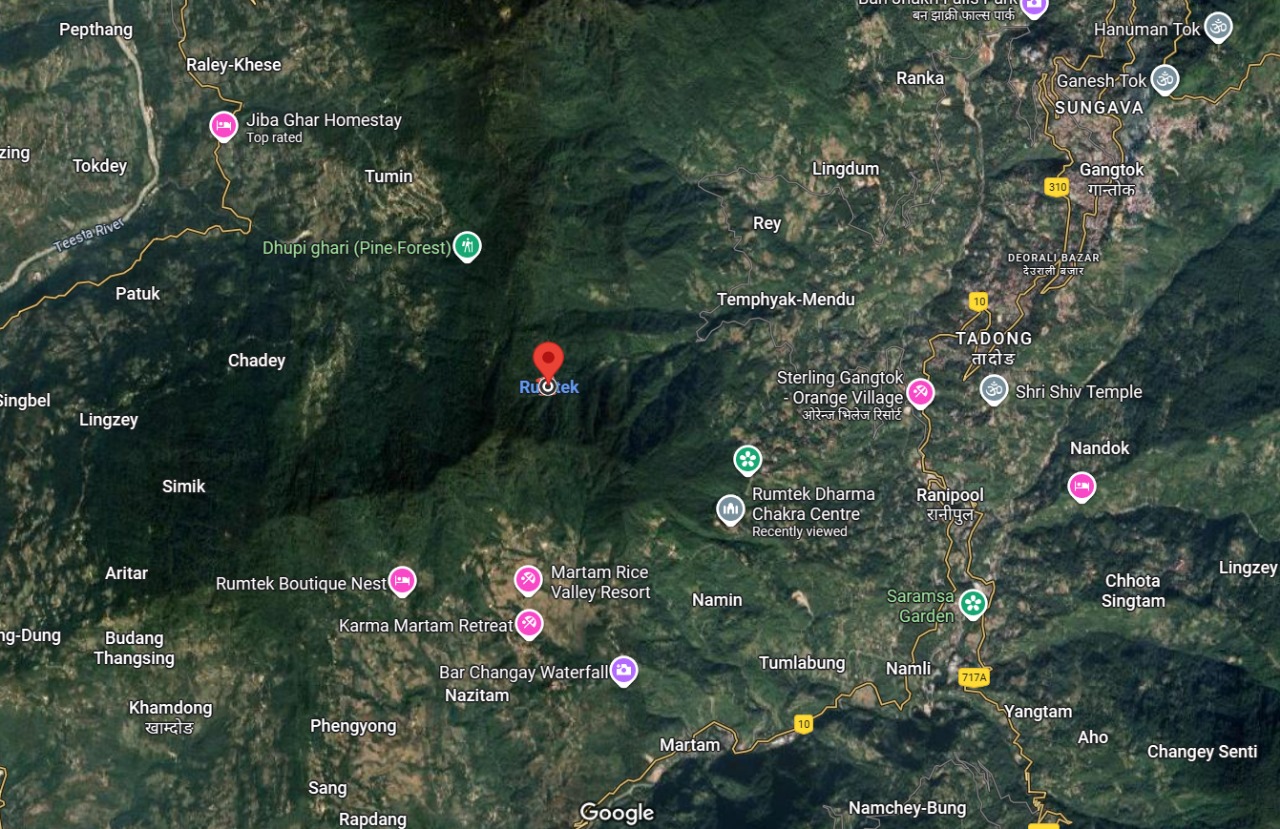 Ban Jhakri Falls Park
बन झाक्री फाल्स पार्क
Pepthang
Hanuman Tok
Raley-Khese
Ranka
Ganesh Tok
SUNGAVA
Jiba Ghar Homestay
Top rated
zing
Tokdey
Tumin
Lingdum
Gangtok
गान्तोक
310
Rey
Teesta River
Dhupi ghari (Pine Forest)
DEORALI BAZAR
देउराली बजार
Patuk
Temphyak-Mendu
10
TADONG
तादोङ
Chadey
Rumtek
Sterling Gangtok
- Orange Village
ओरेन्ज भिलेज रिसोर्ट
Shri Shiv Temple
Singbel
Lingzey
Nandok
Simik
Rumtek Dharma
Chakra Centre
Recently viewed
Ranipool
रानीपुल
Aritar
Rumtek Boutique Nest
Martam Rice
Valley Resort
Namin
Saramsa
Garden
Chhota
Singtam
Lingzey
ng-Dung
Budang
Thangsing
Karma Martam Retreat
Bar Changay Waterfall
Nazitam
Tumlabung
Namli
717A
Khamdong
खाम्दोङ
Phengyong
10
Martam
Yangtam
Aho
Changey Senti
Sang
Rapdang
Google
Namchey-Bung